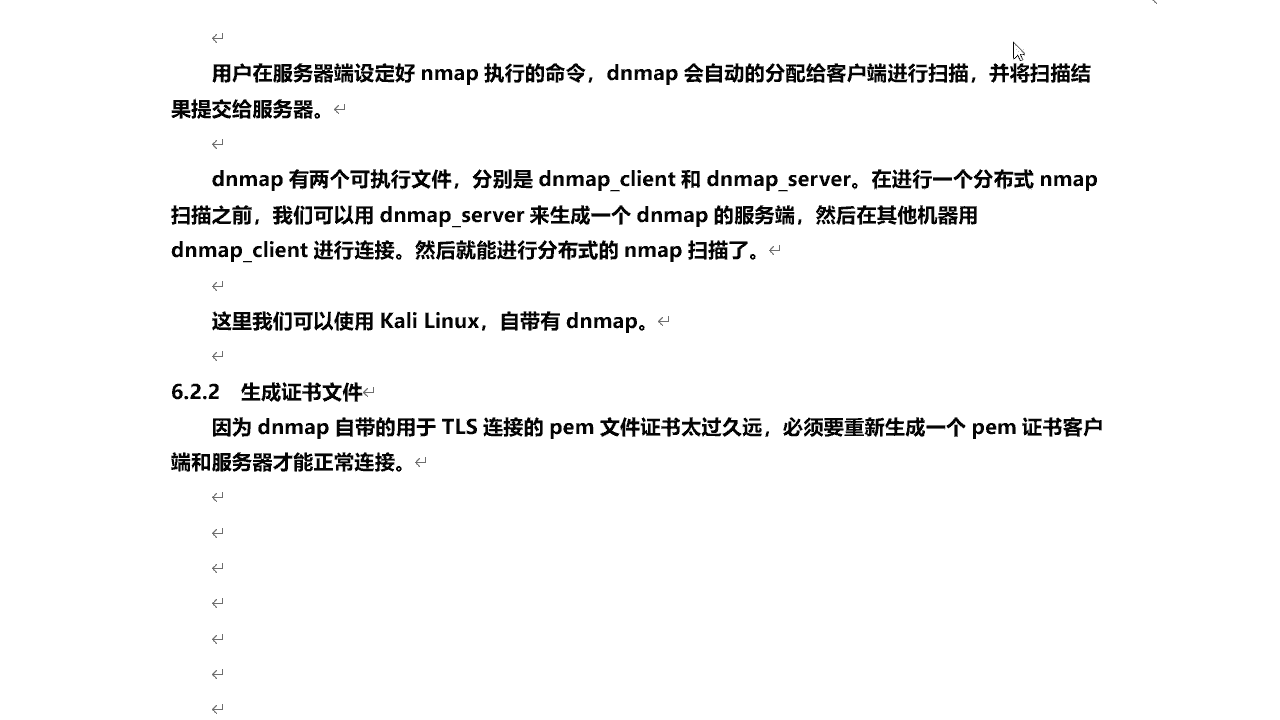 用户在服务器端设定好 nmap 执行的命令，dnmap 会自动的分配给客户端进行扫描，并将扫描结
果提交给服务器。
dnmap 有两个可执行文件，分别是 dnmap_client 和 dnmap_server。在进行一个分布式 nmap
扫描之前，我们可以用 dnmap_server 来生成一个 dnmap 的服务端，然后在其他机器用
dnmap_client 进行连接。然后就能进行分布式的 nmap 扫描了。
这里我们可以使用 Kali Linux，自带有 dnmap。
6.2.2 生成证书文件
因为 dnmap 自带的用于 TLS 连接的 pem 文件证书太过久远，必须要重新生成一个 pem 证书客户
端和服务器才能正常连接。